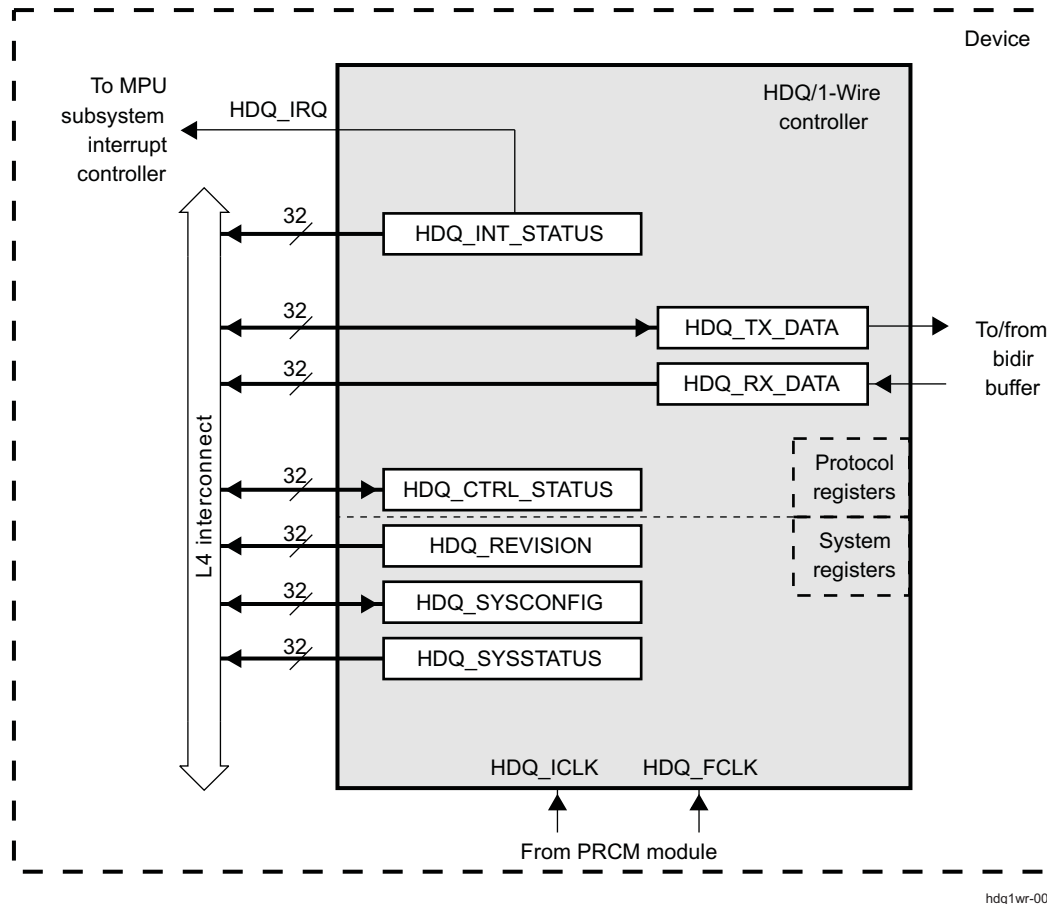 Device
To MPU
subsystem
interrupt
controller
HDQ_IRQ
HDQ/1-Wire
controller
32
HDQ_INT_STATUS
32
HDQ_TX_DATA
To/from
bidir
buffer
32
HDQ_RX_DATA
L4 interconnect
Protocol
registers
32
HDQ_CTRL_STATUS
32
HDQ_REVISION
System
registers
32
HDQ_SYSCONFIG
32
HDQ_SYSSTATUS
HDQ_ICLK HDQ_FCLK
From PRCM module
hdq1wr-00